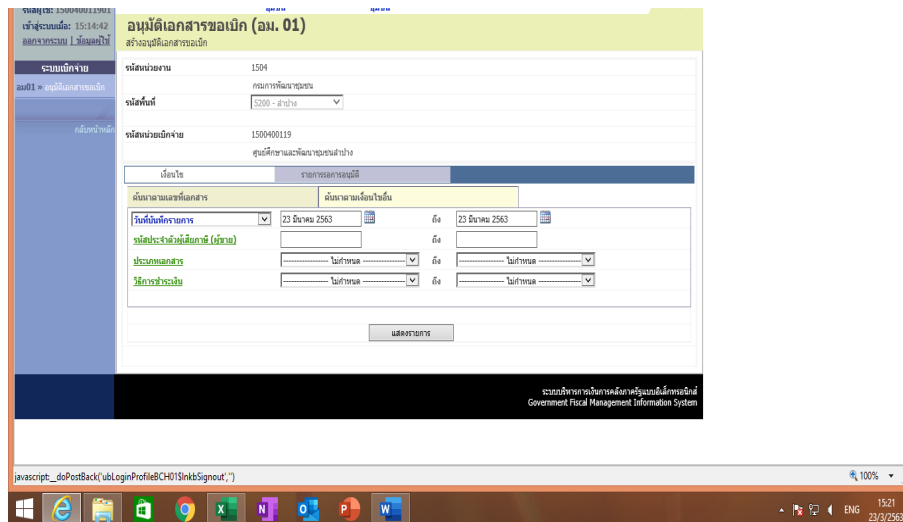 รหัสผู้ใช้: 150040011901
เข้าสู่ระบบเมื่อ: 15:14:42
ออกจากระบบ | ข้อมูลผู้ใช้
อนุมัติเอกสารขอเบิก (อม. 01)
สร้างอนุมัติเอกสารขอเบิก
ระบบเบิกจ่าย
อม01 » อนุมัติเอกสารขอเบิก
กลับหน้าหลัก
รหัสหน่วยงาน 1504
กรมการพัฒนาชุมชน
รหัสพื้นที่ 5200 - ลำปาง
รหัสหน่วยเบิกจ่าย 1500400119
ศูนย์ศึกษาและพัฒนาชุมชนลำปาง
เงื่อนไข รายการรอการอนุมัติ
ค้นหาตามเลขที่เอกสาร ค้นหาตามเงื่อนไขอื่น
วันที่บันทึกรายการ 23 มีนาคม 2563 ถึง 23 มีนาคม 2563
รหัสประจำตัวผู้เสียภาษี (ผู้ขาย) ถึง
ประเภทเอกสาร ----------------- ไม่กำหนด ---------------- ถึง ----------------- ไม่กำหนด ----------------
วิธีการชำระเงิน ----------------- ไม่กำหนด ---------------- ถึง ----------------- ไม่กำหนด ----------------
แสดงรายการ
ระบบบริหารการเงินการคลังภาครัฐแบบอิเล็กทรอนิกส์
Government Fiscal Management Information System
javascript:__doPostBack('ubLoginProfileBCH01$lnkbSignout','')
100%
ENG
15:21
23/3/2563